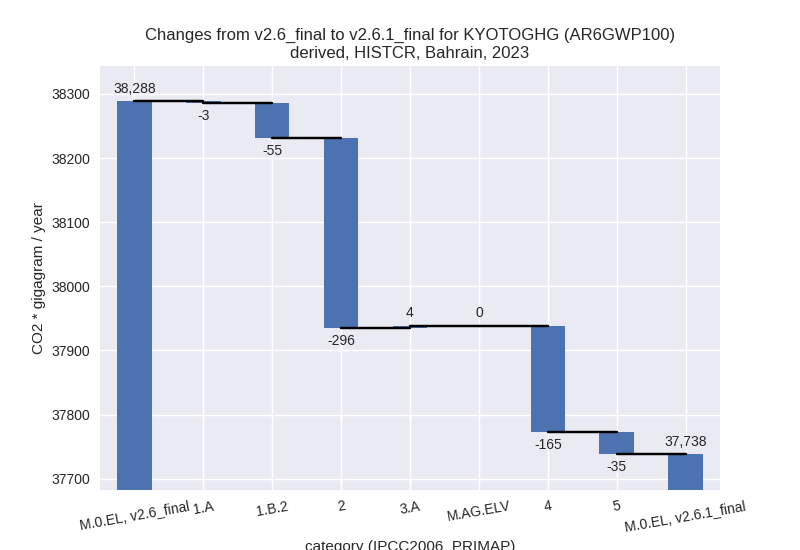 Changes from v2.6_final to v2.6.1_final for KYOTOGHG (AR6GWP100)
derived, HISTCR, Bahrain, 2023
CO2 * gigagram / year
38300
38200
38100
38000
37900
37800
37700
38,288
-3
-55
-296
4
0
-165
-35
37,738
M.0.EL, v2.6_final
1.A
1.B.2
2
3.A
M.AG.ELV
4
5
M.0.EL, v2.6.1_final
category (IPCC2006_PRIMAP)